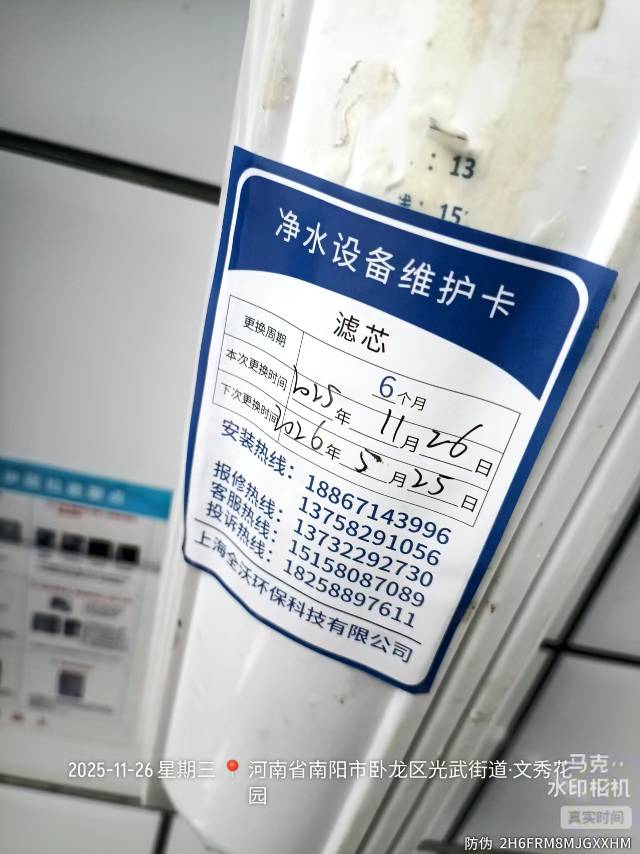 : 13
: 15
净水设备维护卡
滤芯
更换周期 6个月
本次更换时间 2025年 11月 26日
下次更换时间 2026年 5月 25日
安装热线: 18867143996
13758291056
报修热线: 13732292730
客服热线: 15158087089
投诉热线: 18258897611
上海全沃环保科技有限公司
2025-11-26 星期三 河南省南阳市卧龙区光武街道·文秀花
园
马克
水印相机
真实时间
防伪 2H6FRM8MJGXXHM